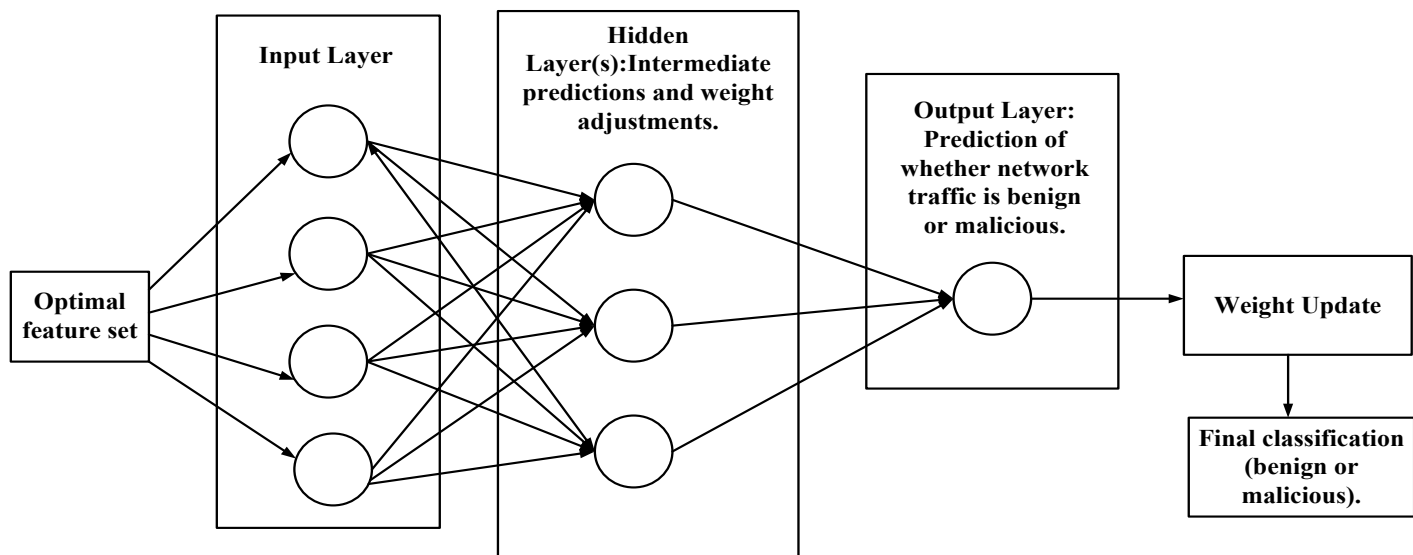 Optimal
feature set
Input Layer
Hidden
Layer(s):Intermediate
predictions and weight
adjustments.
Output Layer:
Prediction of
whether network
traffic is benign
or malicious.
Weight Update
Final classification
(benign or
malicious).